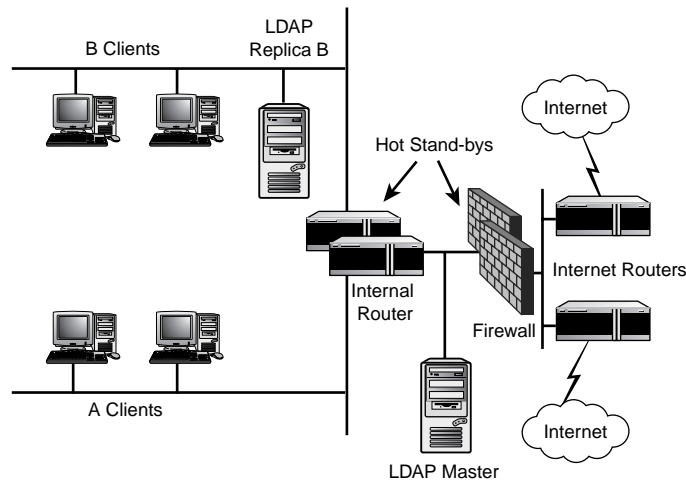 LDAP
Replica B
B Clients
Internet
Hot Stand-bys
Internal
Router
Internet Routers
Firewall
A Clients
Internet
LDAP Master